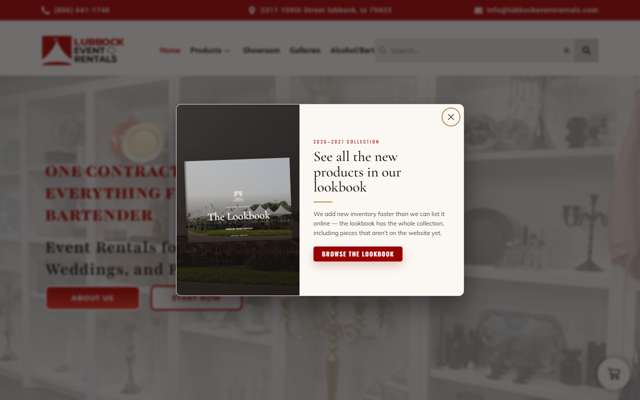 (806) 641-1740
2311 109th Street lubbock, tx 79423
info@lubbockeventrentals.com
LUBBOCK
EVENT
RENTALS
Home Products Showroom Galleries Alcohol/Bart
Search...
ONE CONTRACT
EVERYTHING F
BARTENDER
Event Rentals fo
Weddings, and P
ABOUT US
START NOW
The Lookbook
2026–2027 COLLECTION
See all the new
products in our
lookbook
We add new inventory faster than we can list it
online — the lookbook has the whole collection,
including pieces that aren't on the website yet.
BROWSE THE LOOKBOOK